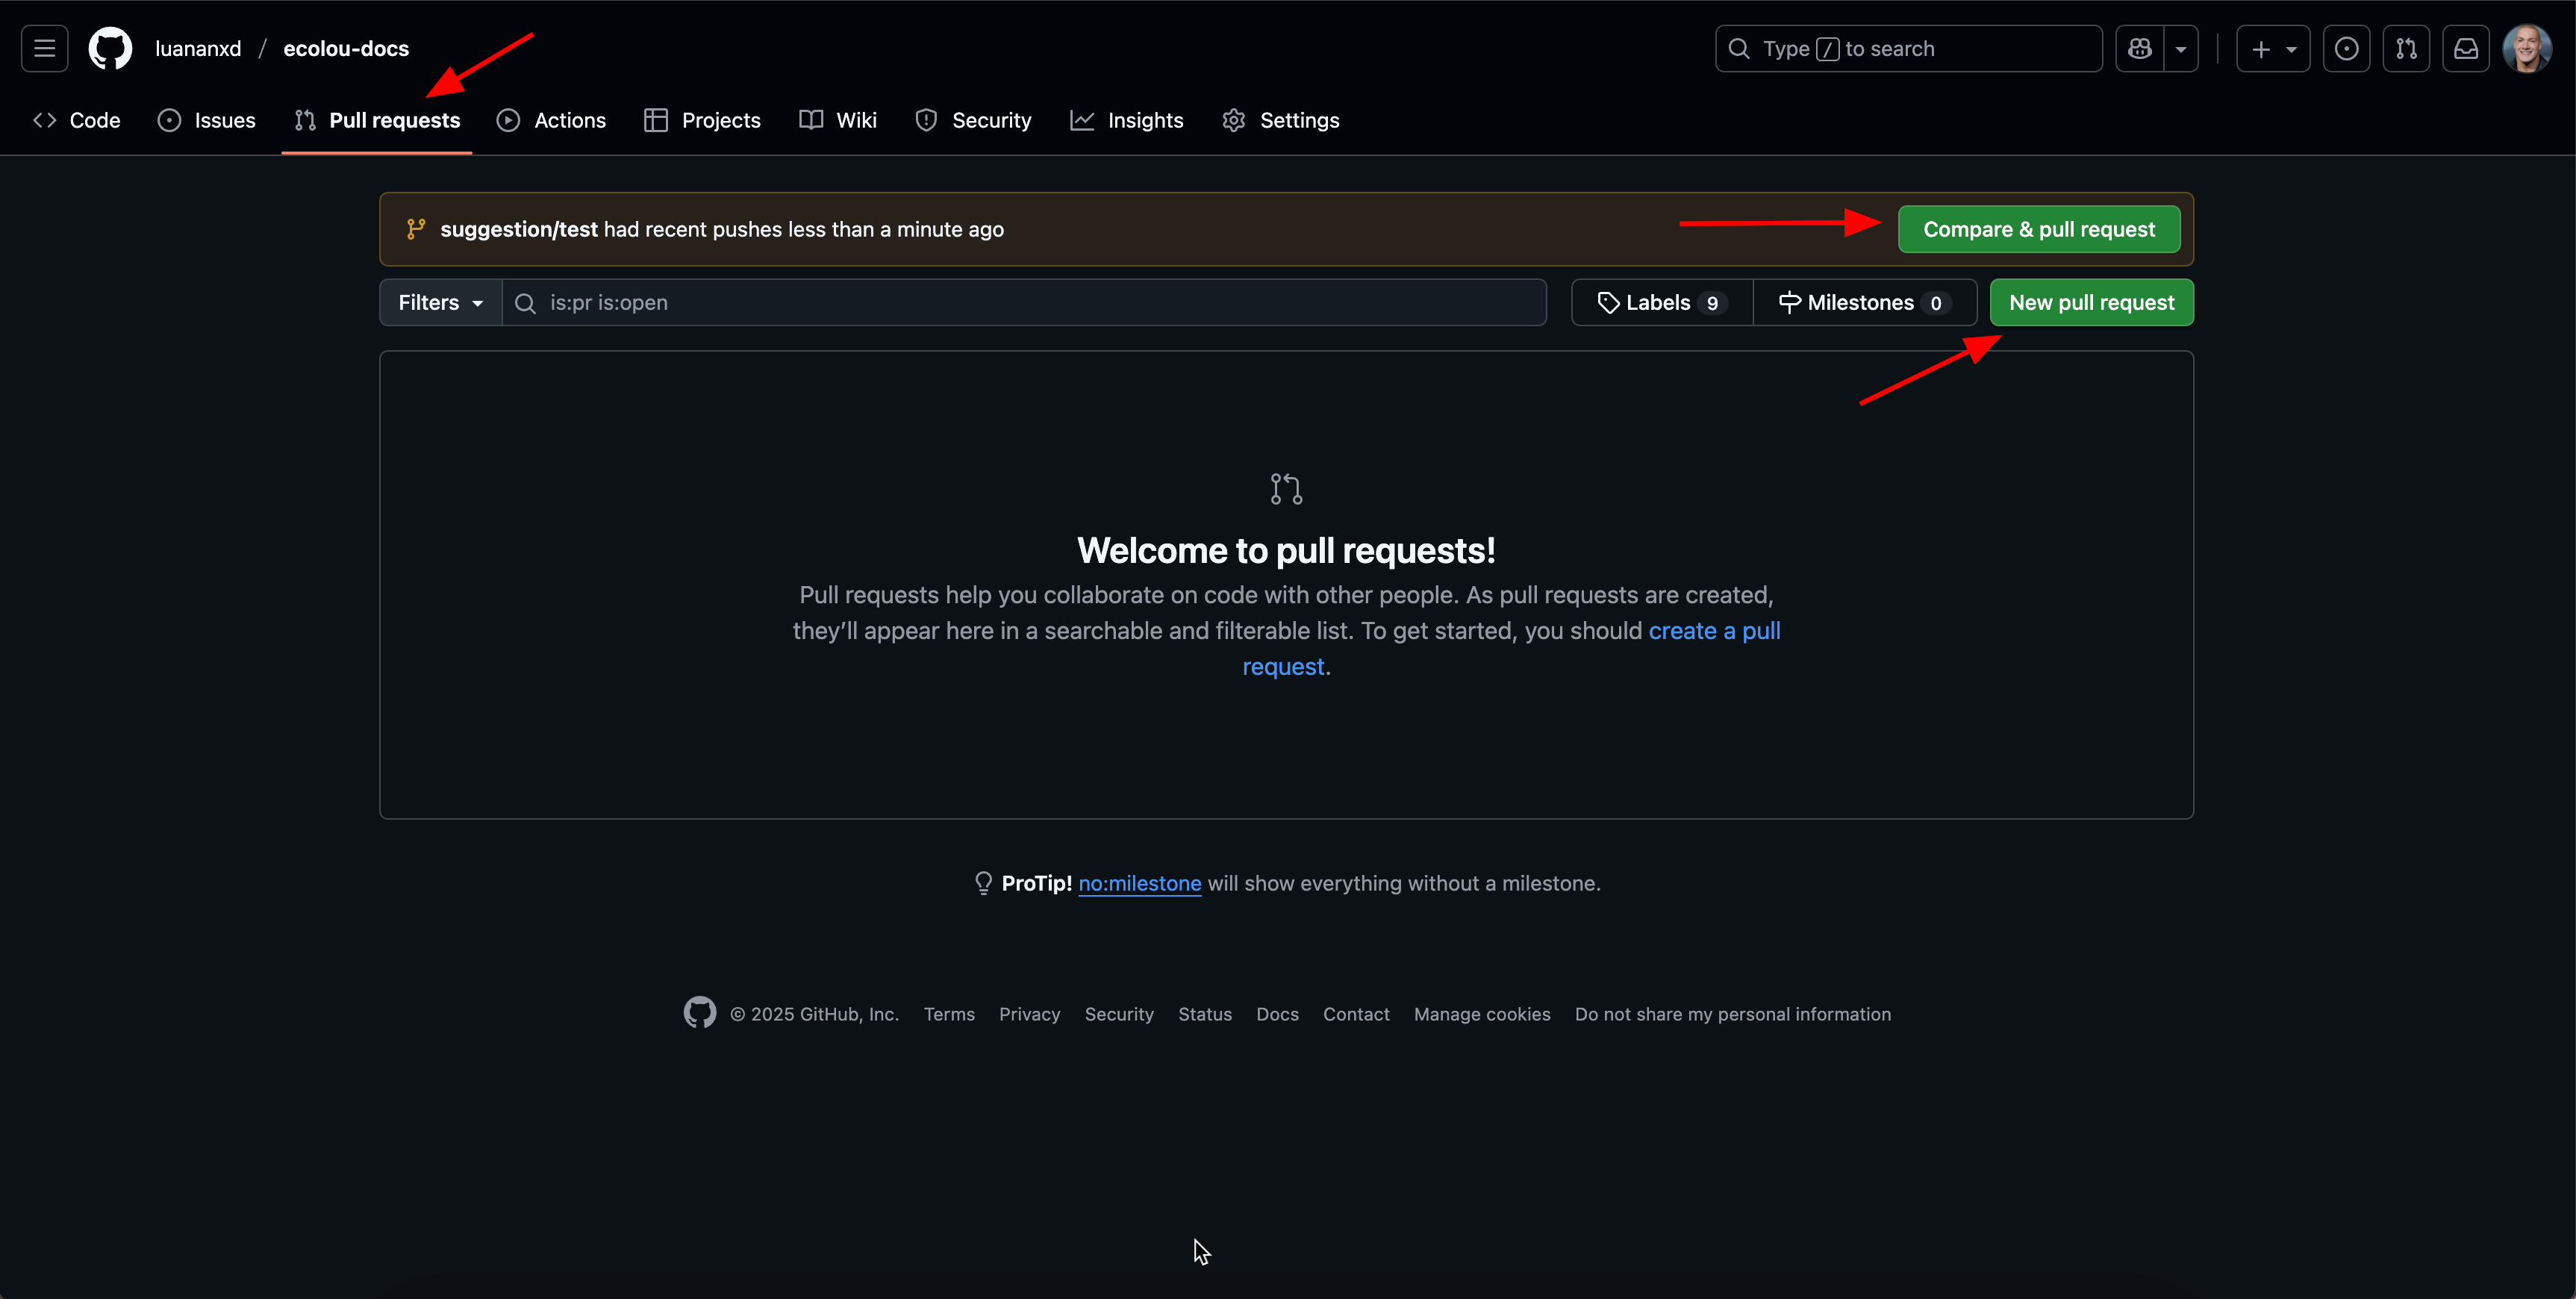 luananxd / ecolou-docs
Type / to search
Code Issues Pull requests Actions Projects Wiki Security Insights Settings
suggestion/test had recent pushes less than a minute ago
Compare & pull request
Filters
is:pr is:open
Labels 9
Milestones 0
New pull request
Welcome to pull requests!
Pull requests help you collaborate on code with other people. As pull requests are created,
they’ll appear here in a searchable and filterable list. To get started, you should create a pull
request.
ProTip! no:milestone will show everything without a milestone.
© 2025 GitHub, Inc. Terms Privacy Security Status Docs Contact Manage cookies Do not share my personal information